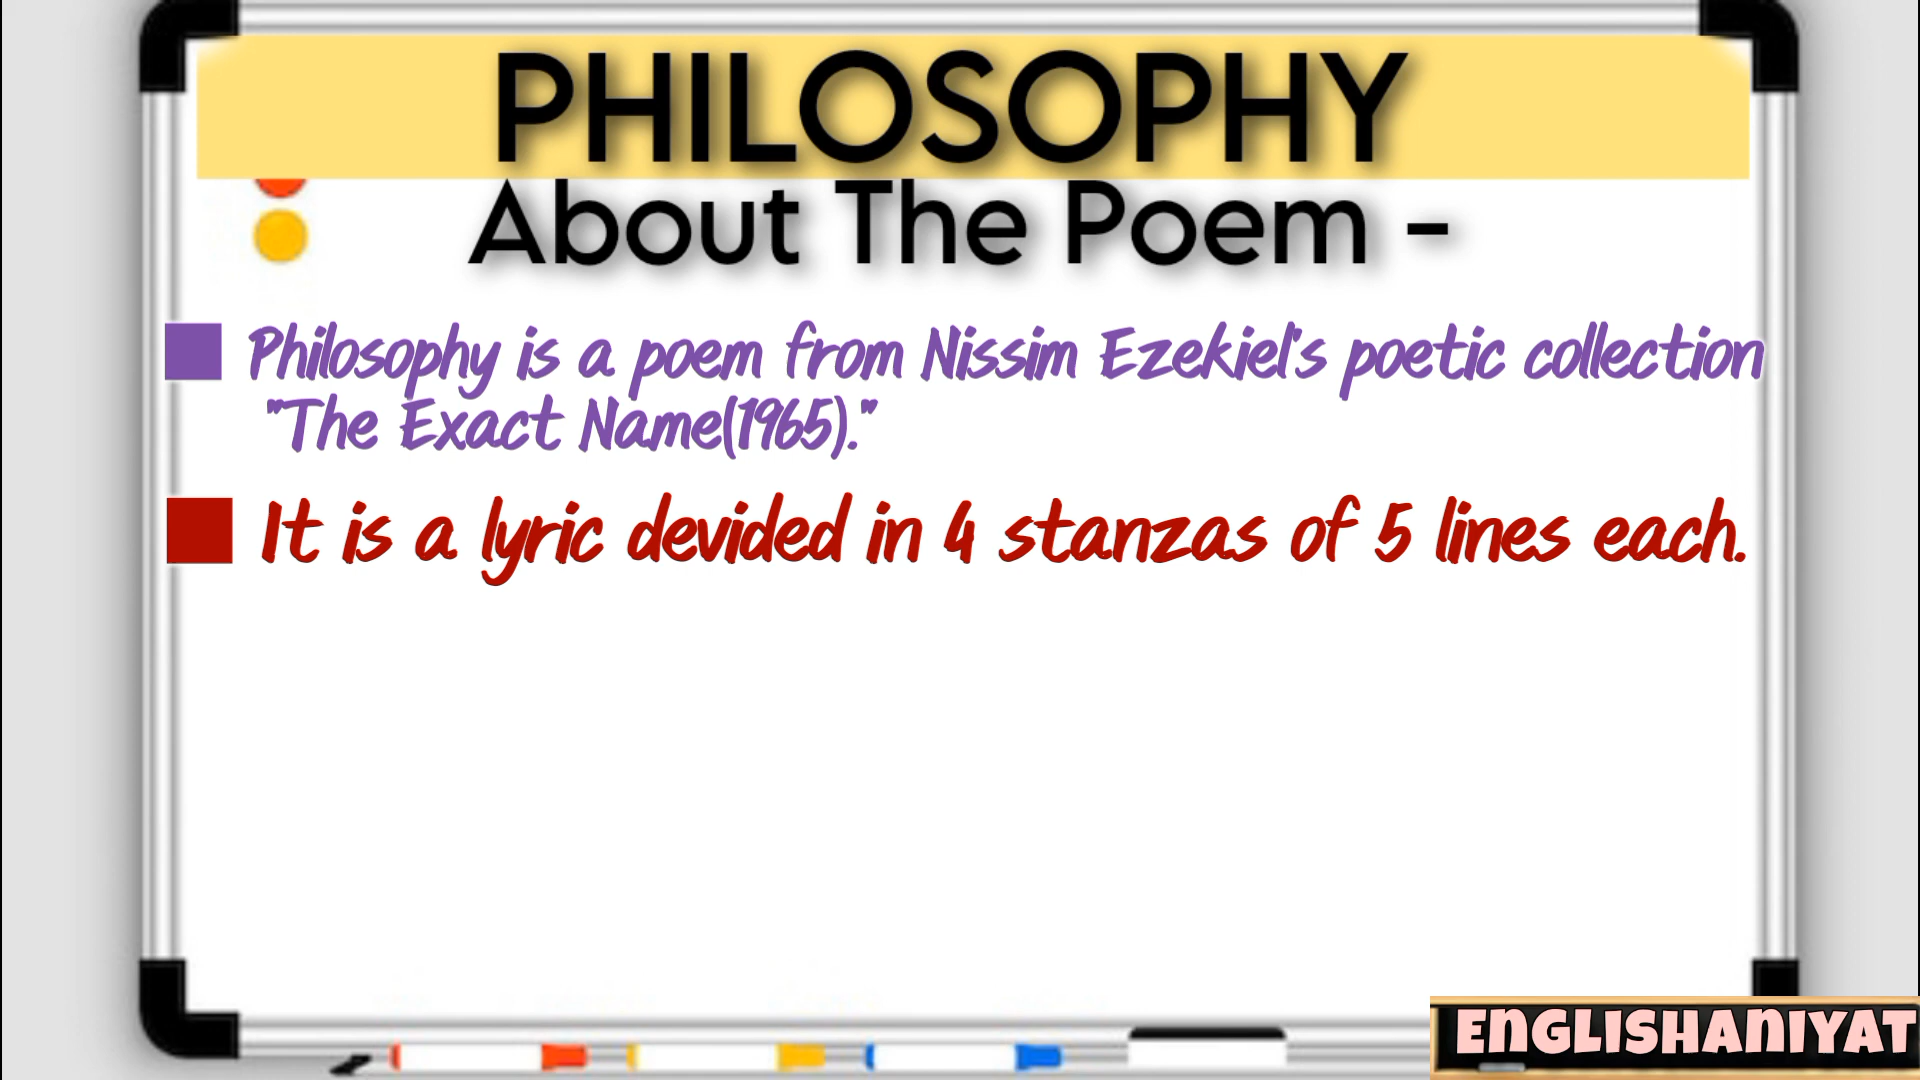 PHILOSOPHY
About The Poem -
Philosophy is a poem from Nissim Ezekiel's poetic collection
"The Exact Name(1965)."
It is a lyric devided in 4 stanzas of 5 lines each.
ENGLISHANIYAT